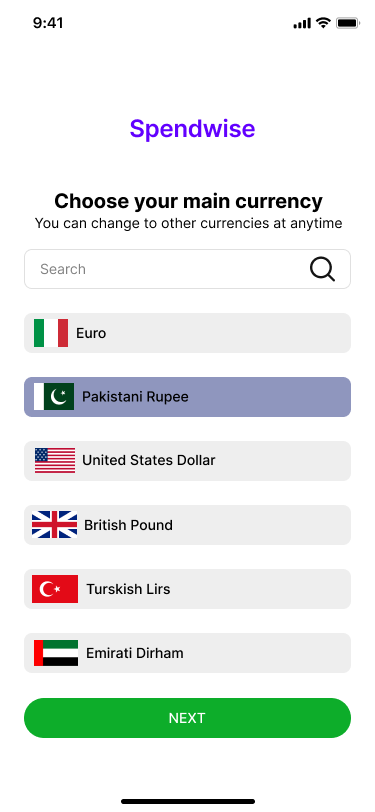 9:41
Spendwise
Choose your main currency
You can change to other currencies at anytime
Search
Euro
Pakistani Rupee
United States Dollar
British Pound
Turskish Lirs
Emirati Dirham
NEXT